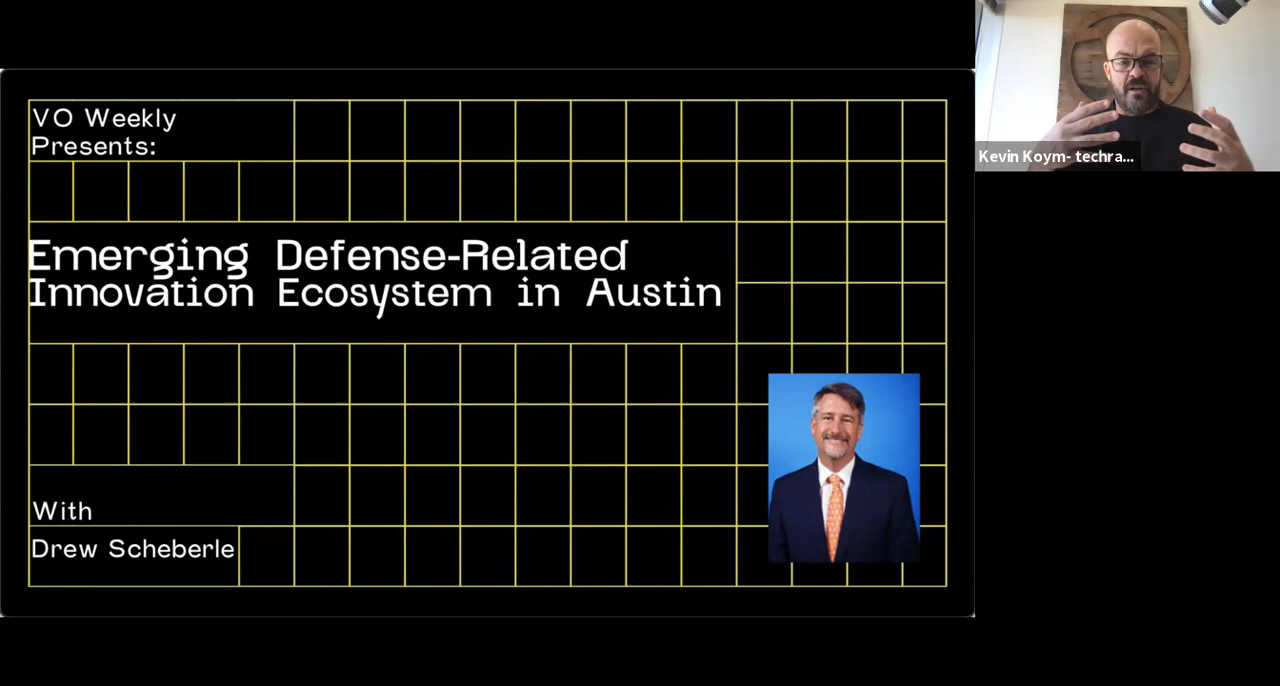 VO Weekly
Presents:
Emerging Defense-Related
Innovation Ecosystem in Austin
With
Drew Scheberle
Kevin Koym- techra...